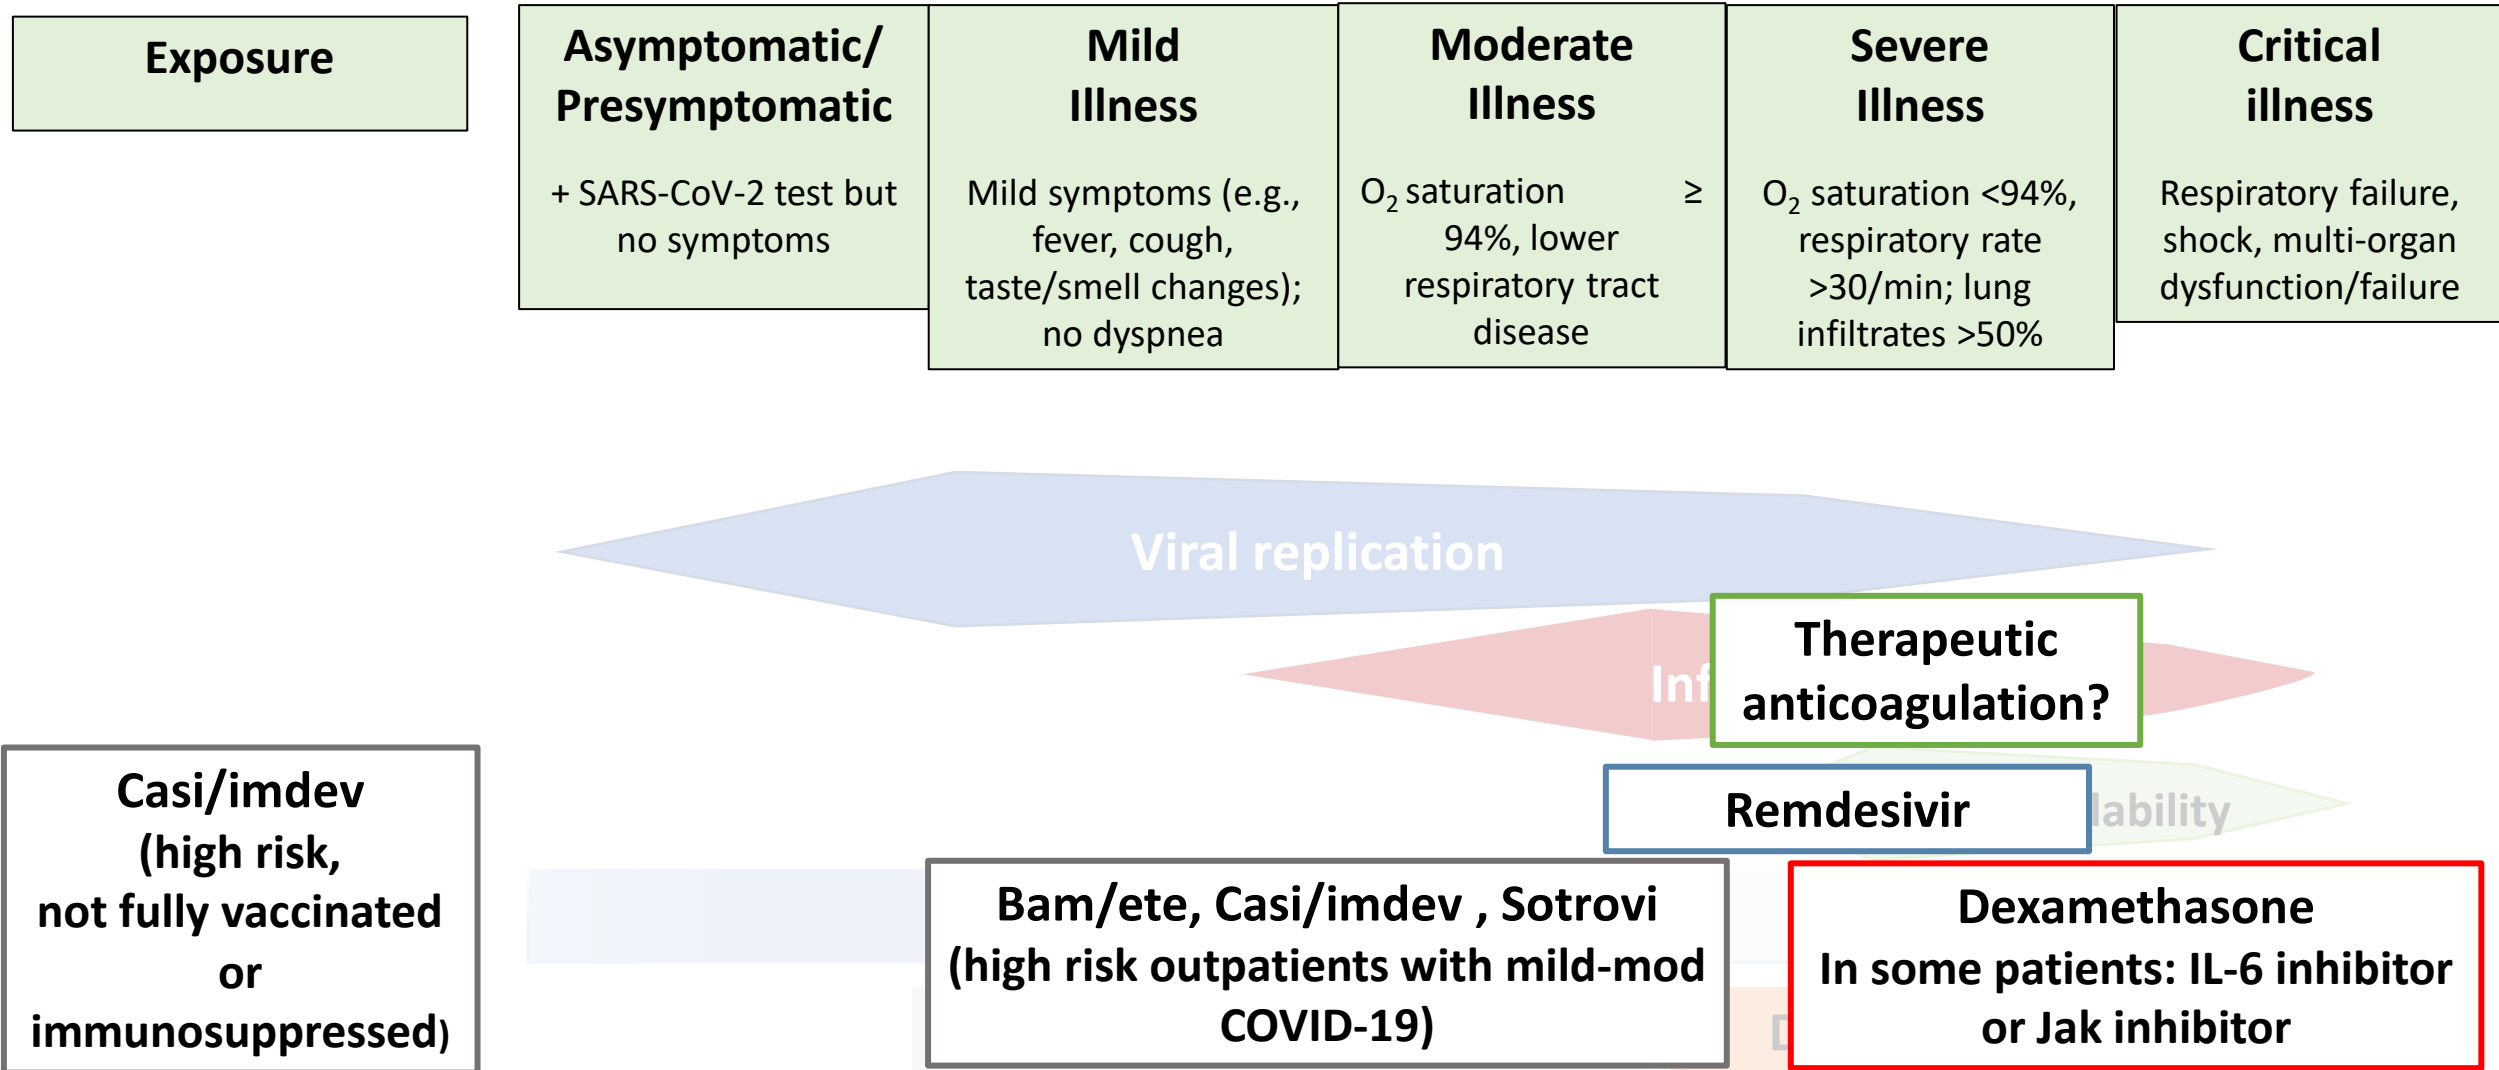 Exposure
Asymptomatic/
Presymptomatic
+ SARS-CoV-2 test but
no symptoms
Mild
Illness
Mild symptoms (e.g.,
fever, cough,
taste/smell changes);
no dyspnea
Moderate
Illness
O₂ saturation ≥
94%, lower
respiratory tract
disease
Severe
Illness
O₂ saturation <94%,
respiratory rate
>30/min; lung
infiltrates >50%
Critical
illness
Respiratory failure,
shock, multi-organ
dysfunction/failure
Viral replication
Therapeutic
anticoagulation?
Remdesivir
Casi/imdev
(high risk,
not fully vaccinated
or
immunosuppressed)
Bam/ete, Casi/imdev , Sotrovi
(high risk outpatients with mild-mod
COVID-19)
Dexamethasone
In some patients: IL-6 inhibitor
or Jak inhibitor